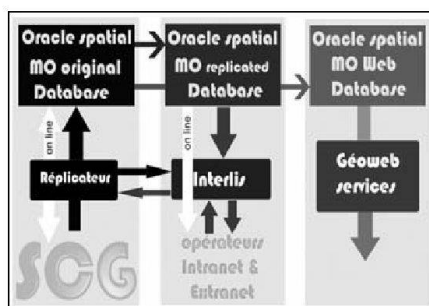 Oracle spatial
MO original
Database
Oracle spatial
MO replicated
Database
Oracle spatial
MO Web
Database
on line
on line
Réplicateur
Interlis
Géoweb
services
SCG
opérateurs
Intranet &
Extranet